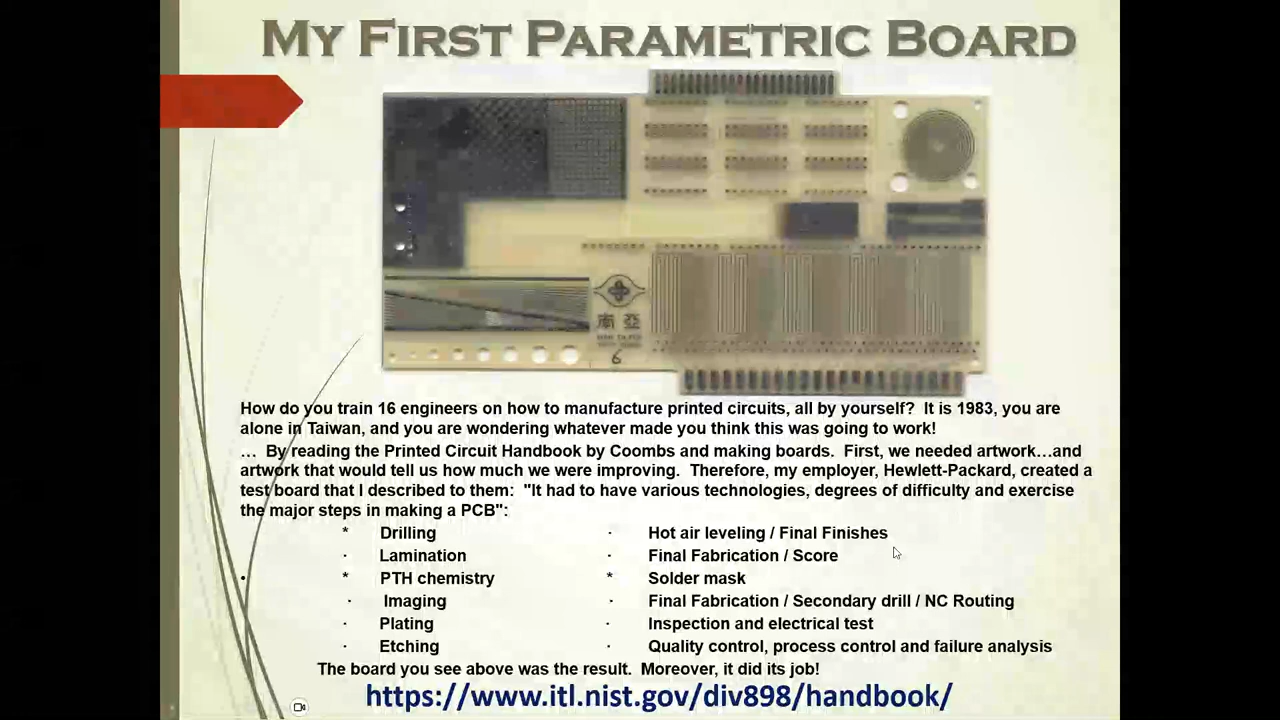 MY FIRST PARAMETRIC BOARD
南亞
6
How do you train 16 engineers on how to manufacture printed circuits, all by yourself? It is 1983, you are
alone in Taiwan, and you are wondering whatever made you think this was going to work!
… By reading the Printed Circuit Handbook by Coombs and making boards. First, we needed artwork…and
artwork that would tell us how much we were improving. Therefore, my employer, Hewlett-Packard, created a
test board that I described to them: "It had to have various technologies, degrees of difficulty and exercise
the major steps in making a PCB":
* Drilling · Hot air leveling / Final Finishes
· Lamination · Final Fabrication / Score
• * PTH chemistry * Solder mask
· Imaging · Final Fabrication / Secondary drill / NC Routing
· Plating · Inspection and electrical test
· Etching · Quality control, process control and failure analysis
The board you see above was the result. Moreover, it did its job!
https://www.itl.nist.gov/div898/handbook/